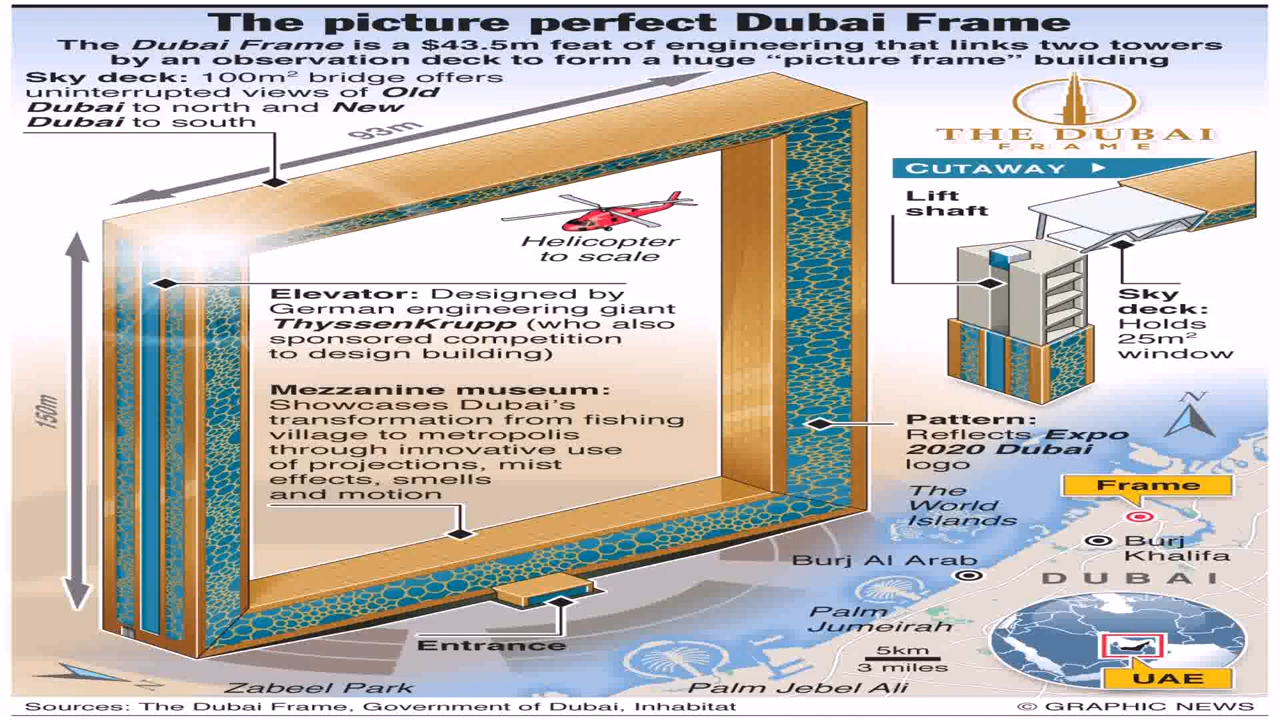 The picture perfect Dubai Frame
The Dubai Frame is a $43.5m feat of engineering that links two towers
by an observation deck to form a huge “picture frame” building
Sky deck: 100m² bridge offers
uninterrupted views of Old
Dubai to north and New
Dubai to south
93m
150m
Helicopter
to scale
Elevator: Designed by
German engineering giant
ThyssenKrupp (who also
sponsored competition
to design building)
Mezzanine museum:
Showcases Dubai’s
transformation from fishing
village to metropolis
through innovative use
of projections, mist
effects, smells
and motion
Entrance
Zabeel Park
N
THE DUBAI
FRAME
CUTAWAY
Lift
shaft
Sky
deck:
Holds
25m²
window
Pattern:
Reflects Expo
2020 Dubai
logo
N
The
World
Islands
Frame
Burj
Khalifa
Burj Al Arab
DUBAI
Palm
Jumeirah
5km
3 miles
Palm Jebel Ali
UAE
Sources: The Dubai Frame, Government of Dubai, Inhabitat
© GRAPHIC NEWS